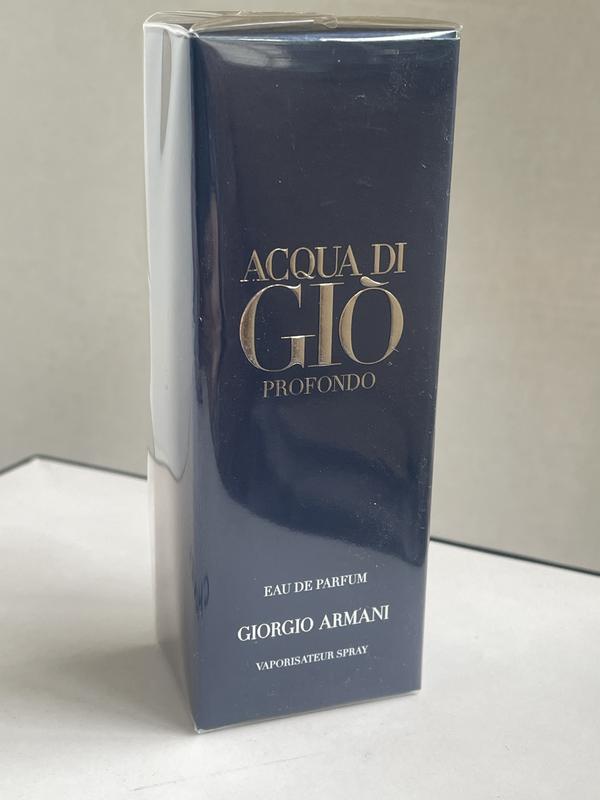 ACQUA DI
GIÒ
PROFONDO
EAU DE PARFUM
GIORGIO ARMANI
VAPORISATEUR SPRAY